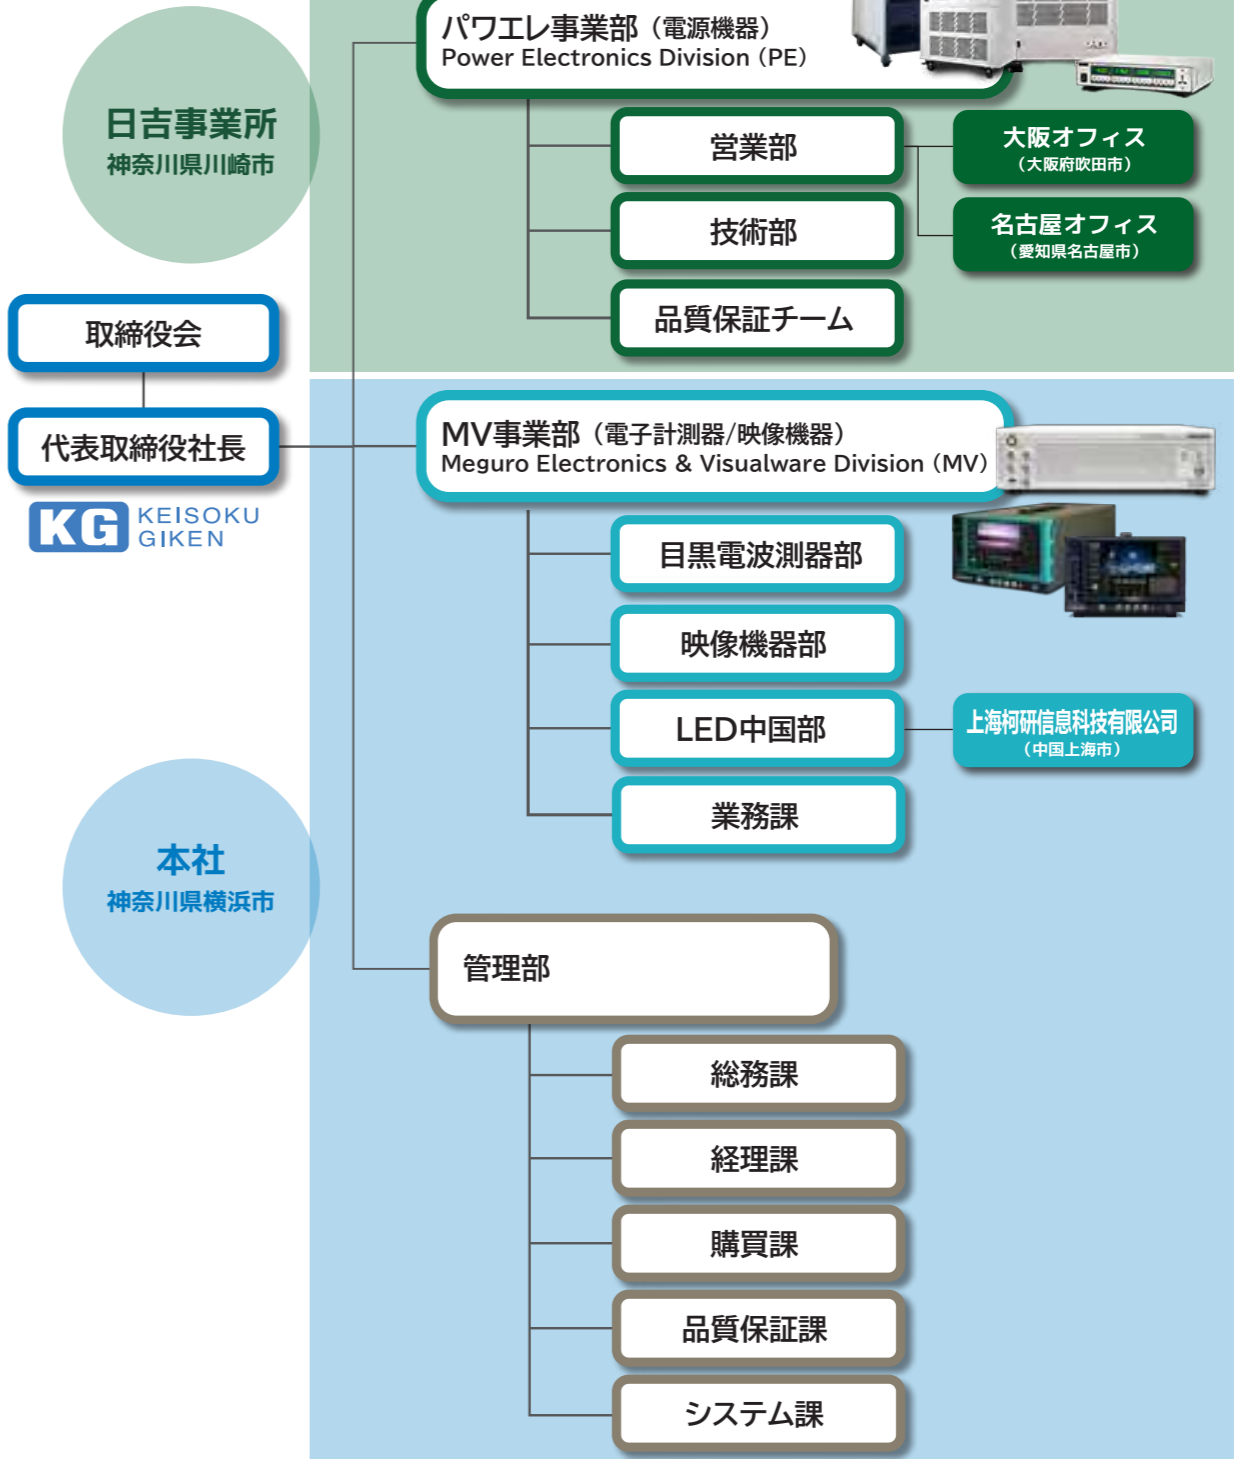 パワエレ事業部（電源機器）
Power Electronics Division (PE)
日吉事業所
神奈川県川崎市
営業部
大阪オフィス
（大阪府吹田市）
技術部
名古屋オフィス
（愛知県名古屋市）
品質保証チーム
取締役会
代表取締役社長
KG KEISOKU
GIKEN
MV事業部（電子計測器/映像機器）
Meguro Electronics & Visualware Division (MV)
目黒電波測器部
映像機器部
LED中国部
上海柯研信息科技有限公司
（中国上海市）
業務課
本社
神奈川県横浜市
管理部
総務課
経理課
購買課
品質保証課
システム課